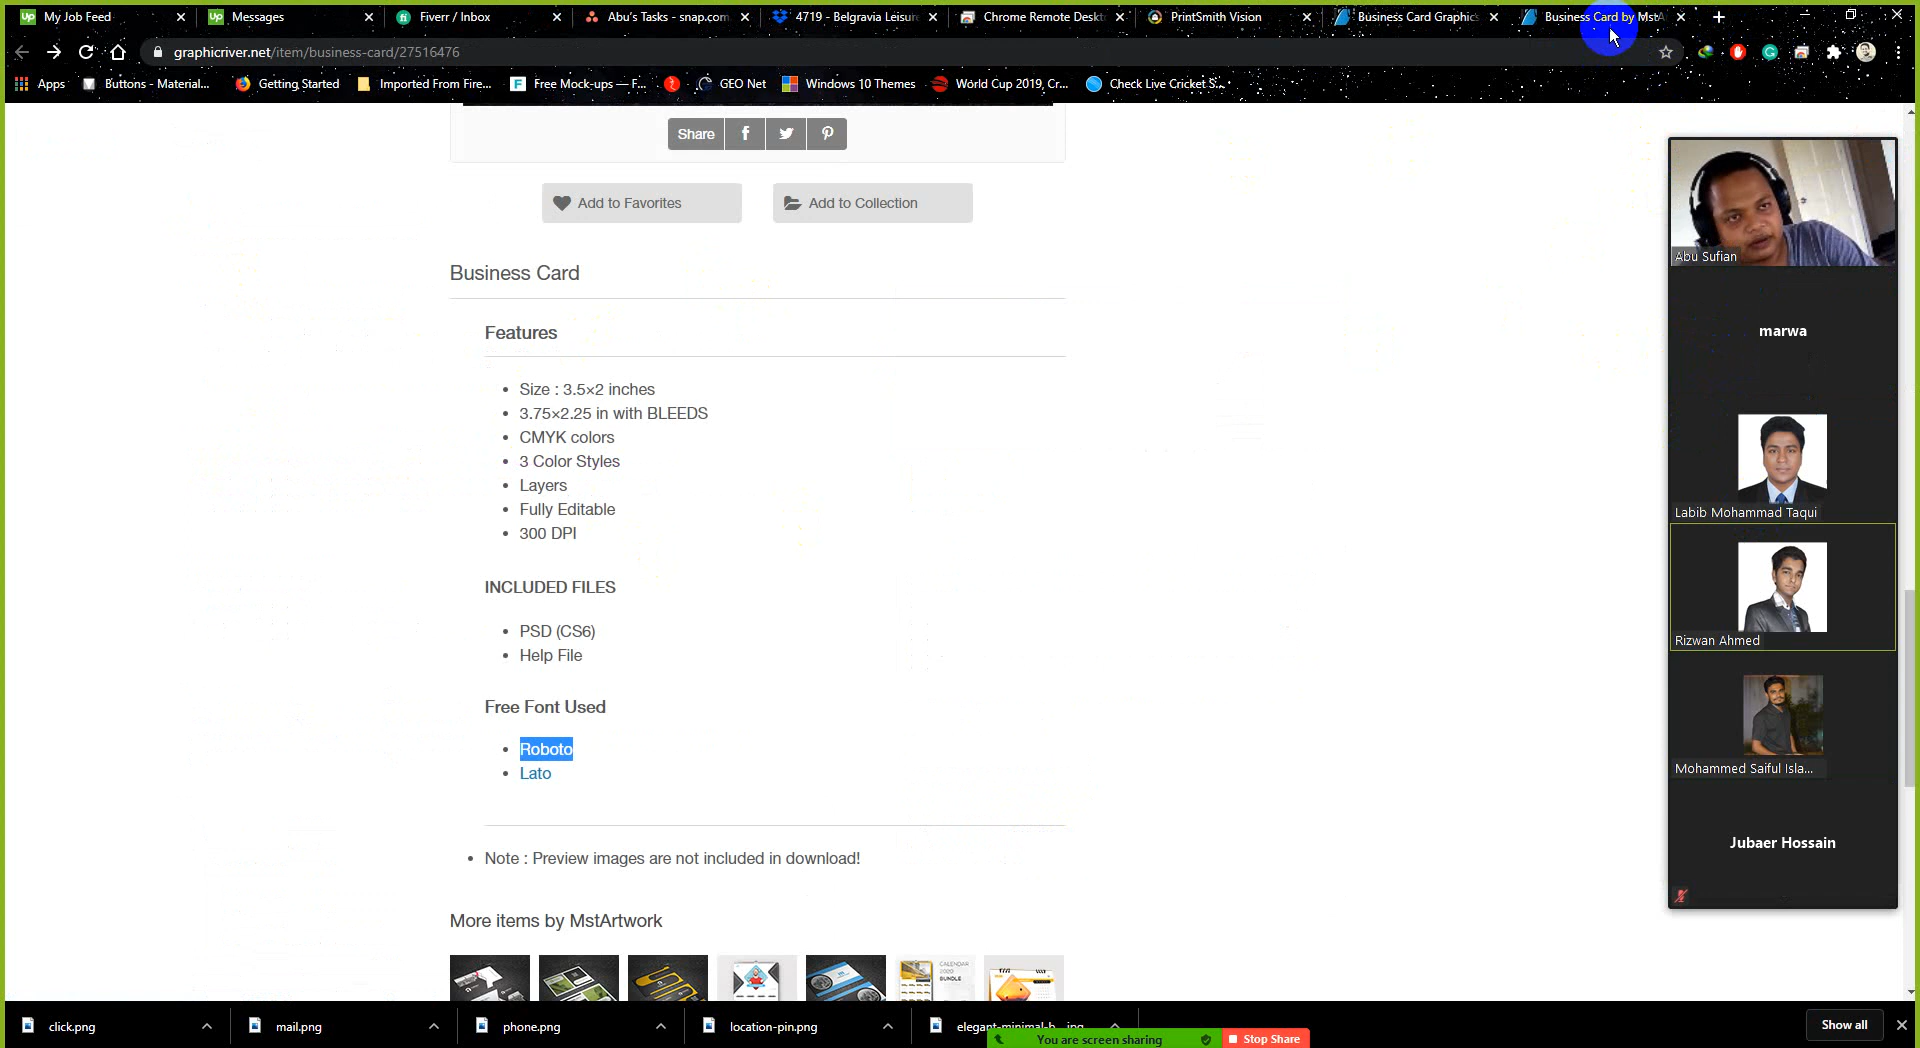 My Job Feed
Messages
Fiverr / Inbox
Abu's Tasks - snap.com
4719 - Belgravia Leisure
Chrome Remote Deskt
PrintSmith Vision
Business Card Graphics
Business Card by MstA
graphicriver.net/item/business-card/27516476
Apps
Buttons - Material...
Getting Started
Imported From Fire...
Free Mock-ups — F...
GEO Net
Windows 10 Themes
World Cup 2019, Cr...
Check Live Cricket S...
Share
Add to Favorites
Add to Collection
Business Card
Features
Size : 3.5×2 inches
3.75×2.25 in with BLEEDS
CMYK colors
3 Color Styles
Layers
Fully Editable
300 DPI
INCLUDED FILES
PSD (CS6)
Help File
Free Font Used
Roboto
Lato
Note : Preview images are not included in download!
More items by MstArtwork
CALENDAR
BUNDLE
Abu Sufian
marwa
Labib Mohammad Taqui
Rizwan Ahmed
Mohammed Saiful Isla...
Jubaer Hossain
click.png
mail.png
phone.png
location-pin.png
elegant-minimal-b....jpg
Show all
You are screen sharing
Stop Share